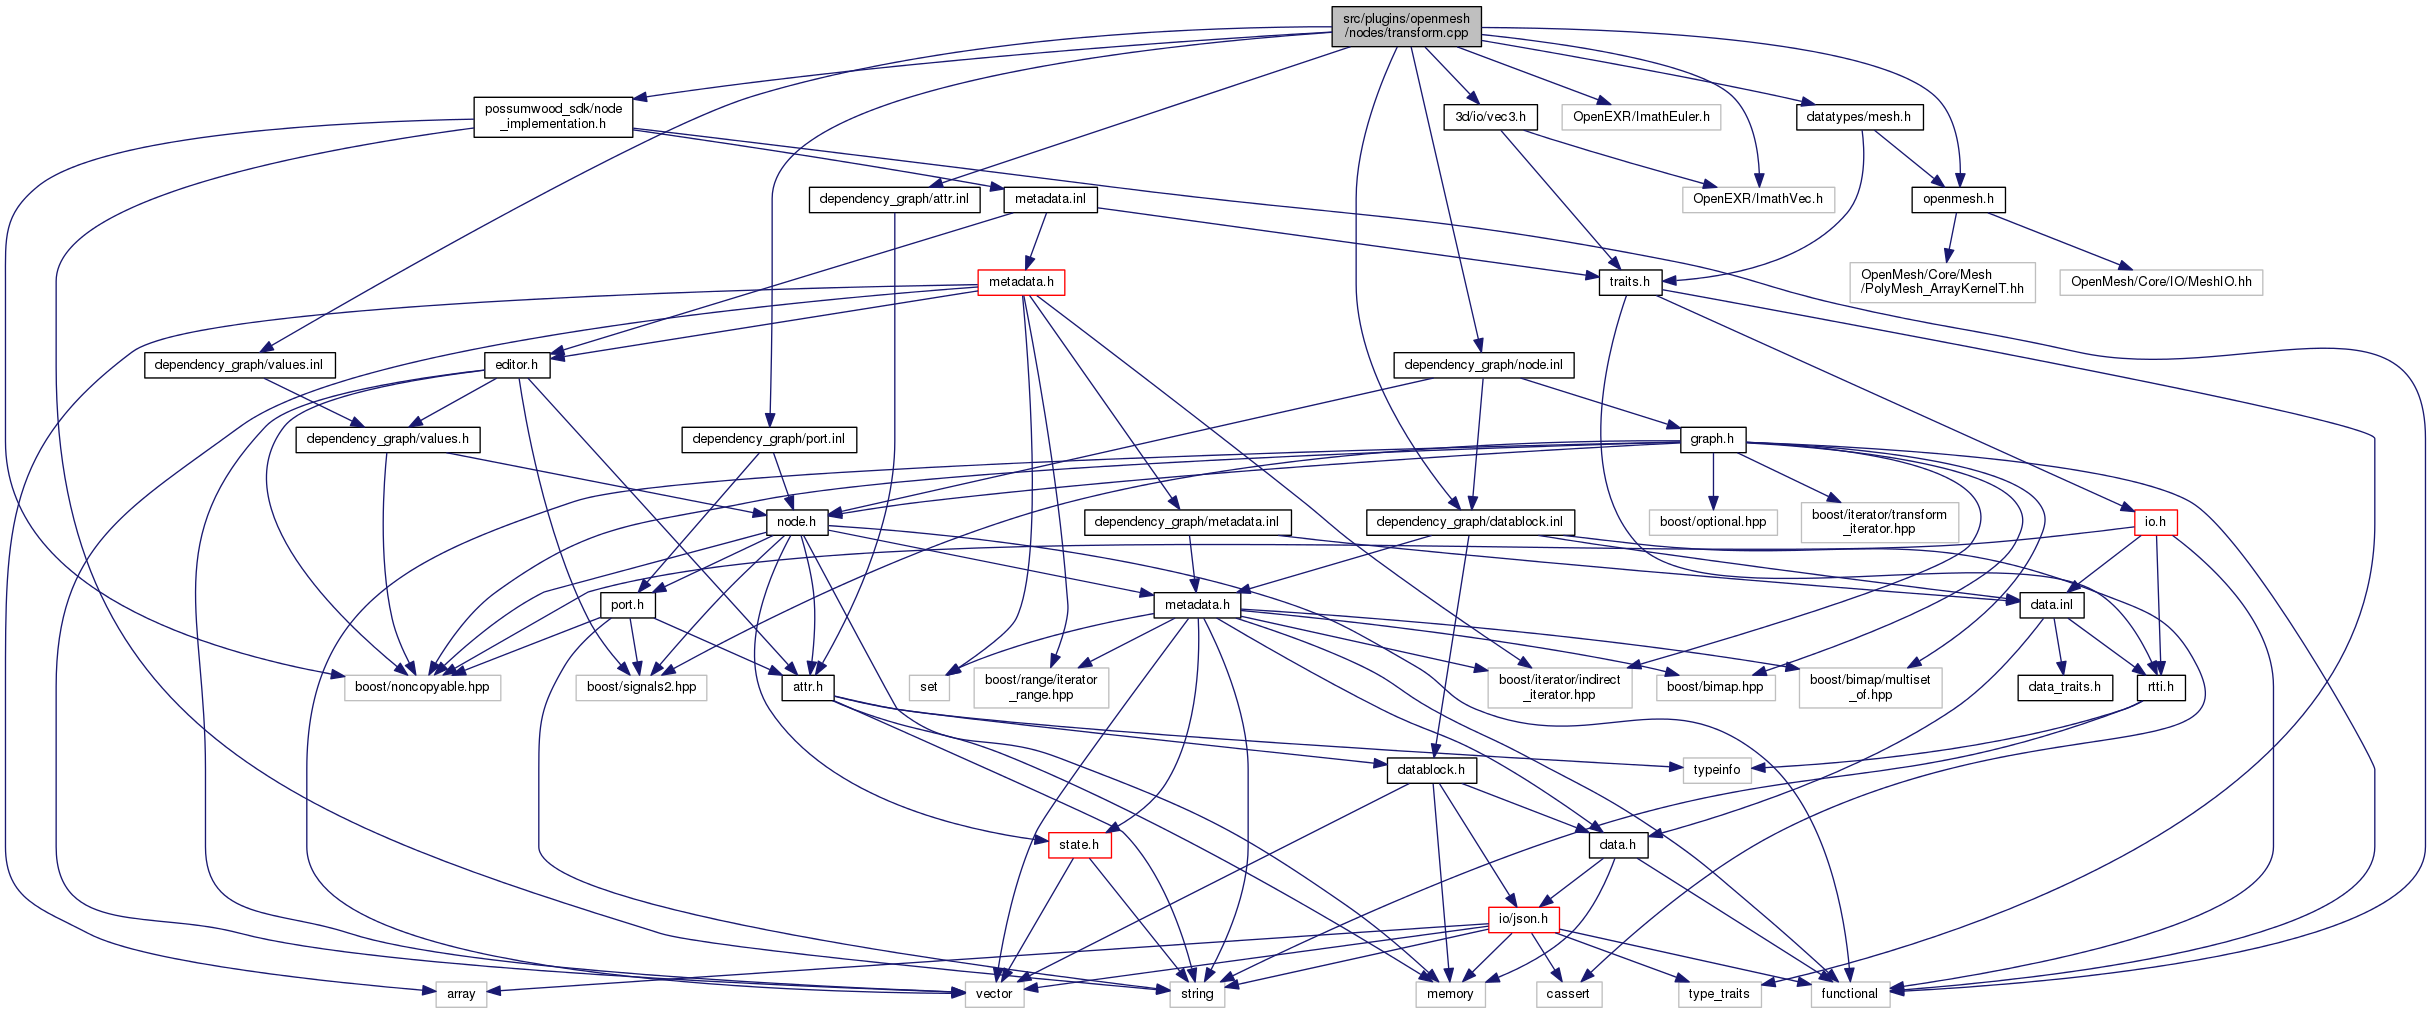 src/plugins/openmesh
/nodes/transform.cpp
possumwood_sdk/node
_implementation.h
3d/io/vec3.h
OpenEXR/ImathEuler.h
datatypes/mesh.h
dependency_graph/attr.inl
metadata.inl
OpenEXR/ImathVec.h
openmesh.h
metadata.h
traits.h
OpenMesh/Core/Mesh
/PolyMesh_ArrayKernelT.hh
OpenMesh/Core/IO/MeshIO.hh
dependency_graph/values.inl
editor.h
dependency_graph/node.inl
dependency_graph/values.h
dependency_graph/port.inl
graph.h
node.h
dependency_graph/metadata.inl
dependency_graph/datablock.inl
boost/optional.hpp
boost/iterator/transform
_iterator.hpp
io.h
port.h
metadata.h
data.inl
boost/noncopyable.hpp
boost/signals2.hpp
attr.h
set
boost/range/iterator
_range.hpp
boost/iterator/indirect
_iterator.hpp
boost/bimap.hpp
boost/bimap/multiset
_of.hpp
data_traits.h
rtti.h
datablock.h
typeinfo
state.h
data.h
io/json.h
array
vector
string
memory
cassert
type_traits
functional